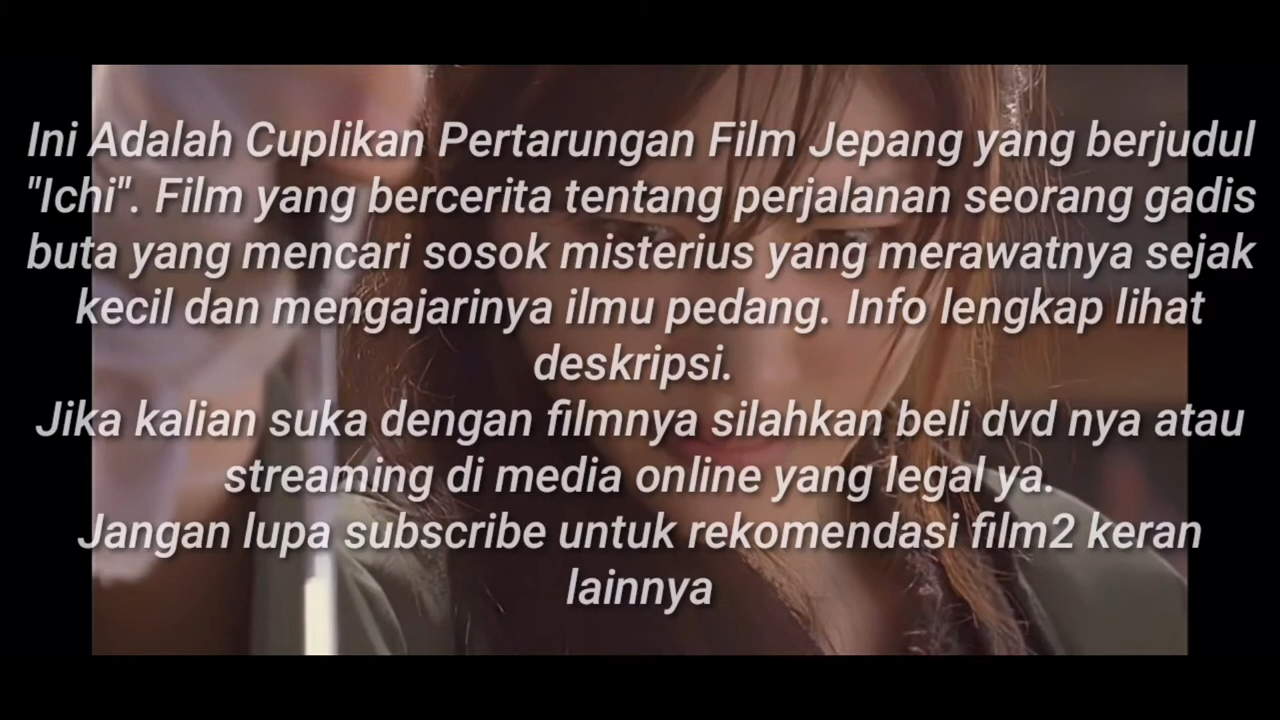 Ini Adalah Cuplikan Pertarungan Film Jepang yang berjudul
"Ichi". Film yang bercerita tentang perjalanan seorang gadis
buta yang mencari sosok misterius yang merawatnya sejak
kecil dan mengajarinya ilmu pedang. Info lengkap lihat
deskripsi.
Jika kalian suka dengan filmnya silahkan beli dvd nya atau
streaming di media online yang legal ya.
Jangan lupa subscribe untuk rekomendasi film2 keran
lainnya